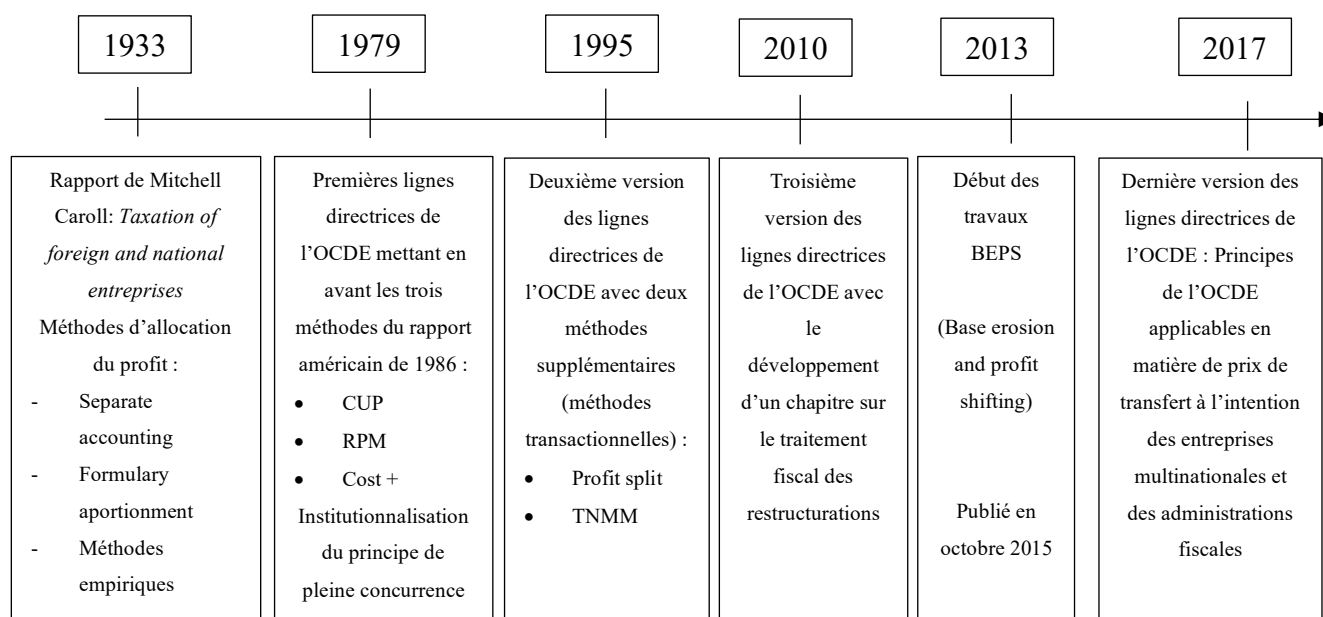 1933
1979
1995
2010
2013
2017
Rapport de Mitchell
Caroll: Taxation of
foreign and national
entreprises
Méthodes d’allocation
du profit :
- Separate
accounting
- Formulary
aportionment
- Méthodes
empiriques
Premières lignes
directrices de
l’OCDE mettant en
avant les trois
méthodes du rapport
américain de 1986 :
• CUP
• RPM
• Cost +
Institutionnalisation
du principe de
pleine concurrence
Deuxième version
des lignes
directrices de
l’OCDE avec deux
méthodes
supplémentaires
(méthodes
transactionnelles) :
• Profit split
• TNMM
Troisième
version des
lignes directrices
de l’OCDE avec
le
développement
d’un chapitre sur
le traitement
fiscal des
restructurations
Début des
travaux
BEPS
(Base erosion
and profit
shifting)
Publié en
octobre 2015
Dernière version des
lignes directrices de
l’OCDE : Principes
de l’OCDE
applicables en
matière de prix de
transfert à l’intention
des entreprises
multinationales et
des administrations
fiscales